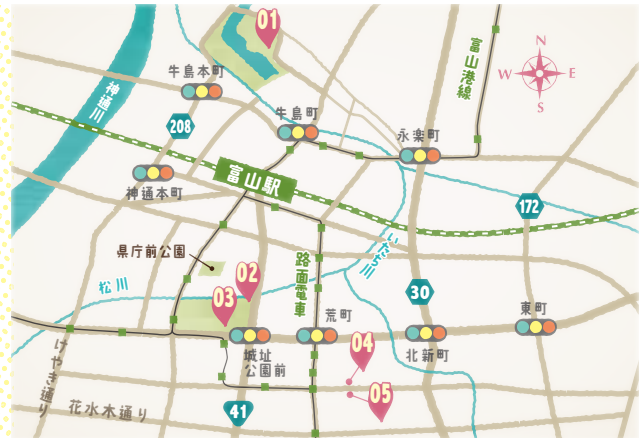 01
富山港線
N
W
E
S
牛島本町
神通川
208
牛島町
永楽町
神通本町
富山駅
172
県庁前公園
いたち川
路面電車
松川
02
03
30
荒町
東町
城址
公園前
04
北新町
けやき通り
05
花水木通り
41